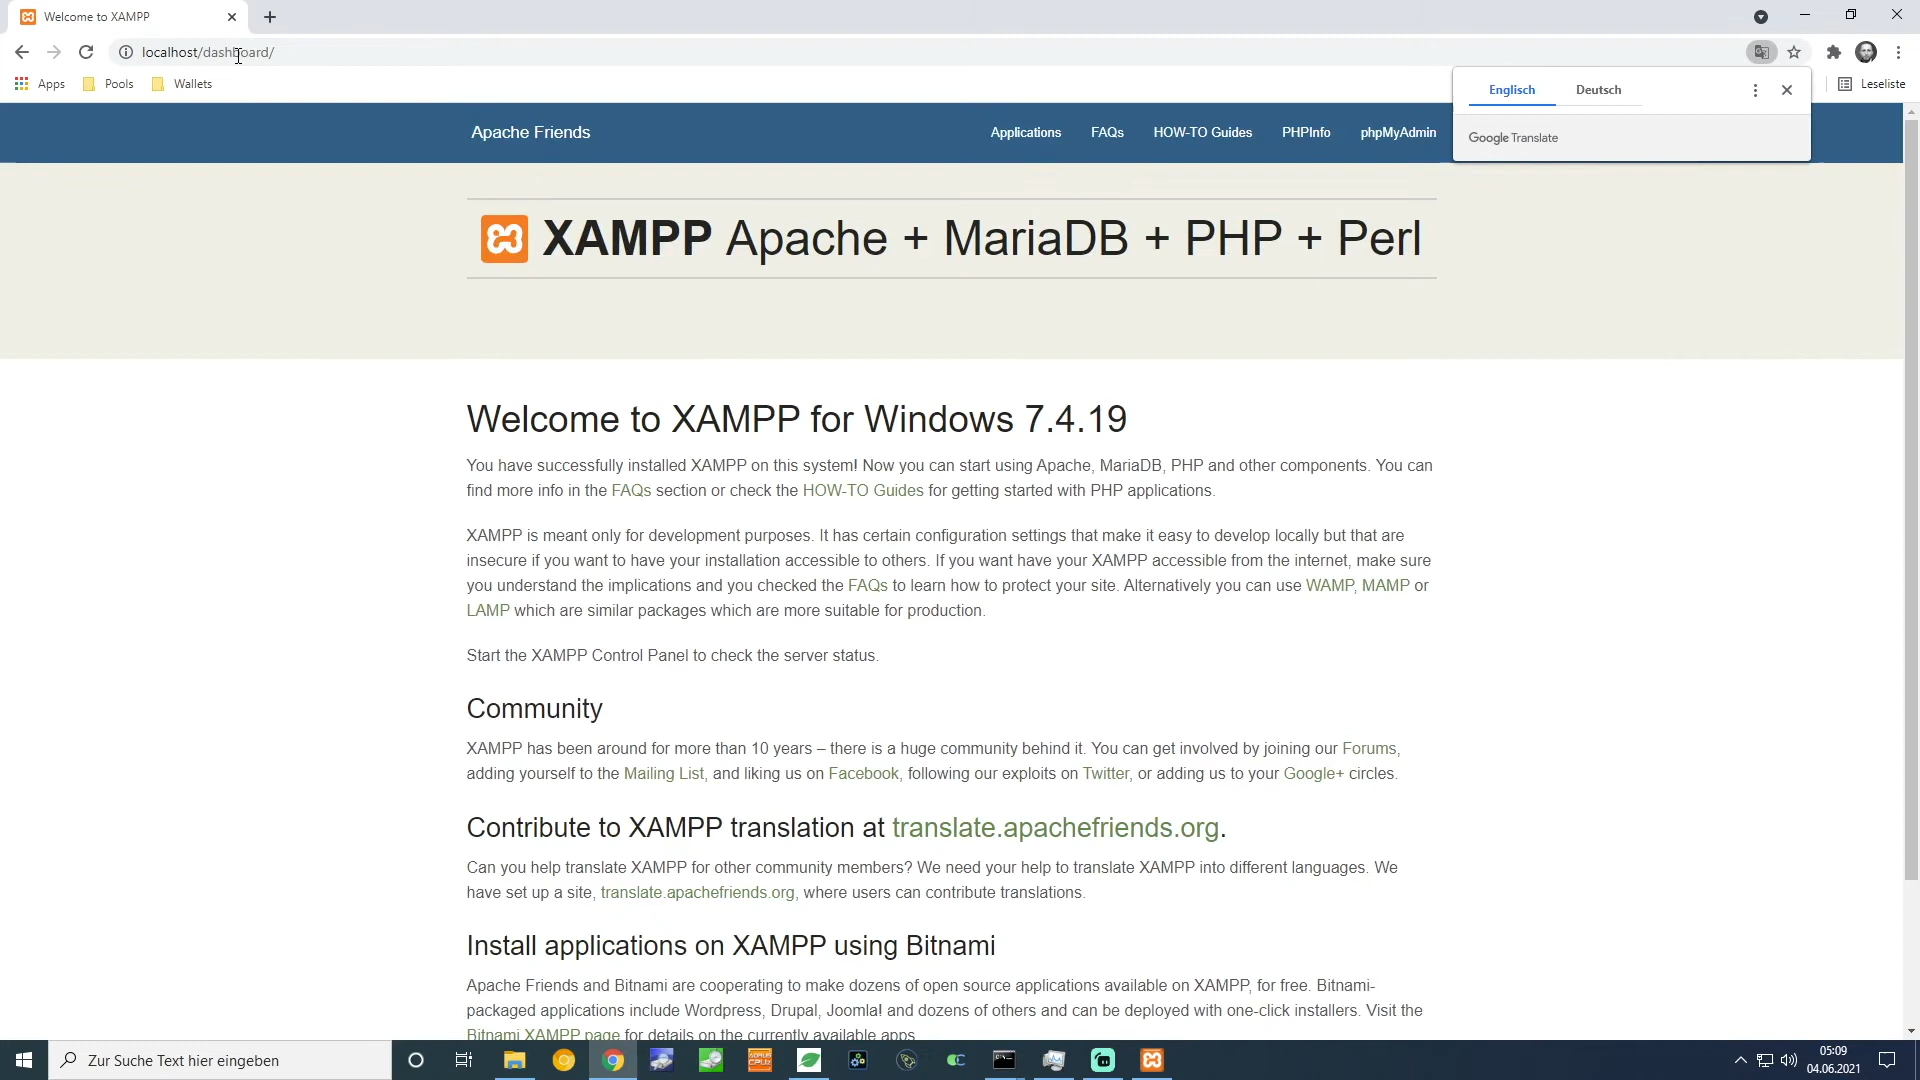 Welcome to XAMPP
localhost/dashboard/
Apps Pools Wallets Leseliste
Englisch Deutsch
Google Translate
Apache Friends Applications FAQs HOW-TO Guides PHPInfo phpMyAdmin
XAMPP Apache + MariaDB + PHP + Perl
Welcome to XAMPP for Windows 7.4.19
You have successfully installed XAMPP on this system! Now you can start using Apache, MariaDB, PHP and other components. You can
find more info in the FAQs section or check the HOW-TO Guides for getting started with PHP applications.
XAMPP is meant only for development purposes. It has certain configuration settings that make it easy to develop locally but that are
insecure if you want to have your installation accessible to others. If you want have your XAMPP accessible from the internet, make sure
you understand the implications and you checked the FAQs to learn how to protect your site. Alternatively you can use WAMP, MAMP or
LAMP which are similar packages which are more suitable for production.
Start the XAMPP Control Panel to check the server status.
Community
XAMPP has been around for more than 10 years – there is a huge community behind it. You can get involved by joining our Forums,
adding yourself to the Mailing List, and liking us on Facebook, following our exploits on Twitter, or adding us to your Google+ circles.
Contribute to XAMPP translation at translate.apachefriends.org.
Can you help translate XAMPP for other community members? We need your help to translate XAMPP into different languages. We
have set up a site, translate.apachefriends.org, where users can contribute translations.
Install applications on XAMPP using Bitnami
Apache Friends and Bitnami are cooperating to make dozens of open source applications available on XAMPP, for free. Bitnami-
packaged applications include Wordpress, Drupal, Joomla! and dozens of others and can be deployed with one-click installers. Visit the
Bitnami XAMPP page for details on the currently available apps
Zur Suche Text hier eingeben
05:09
04.06.2021